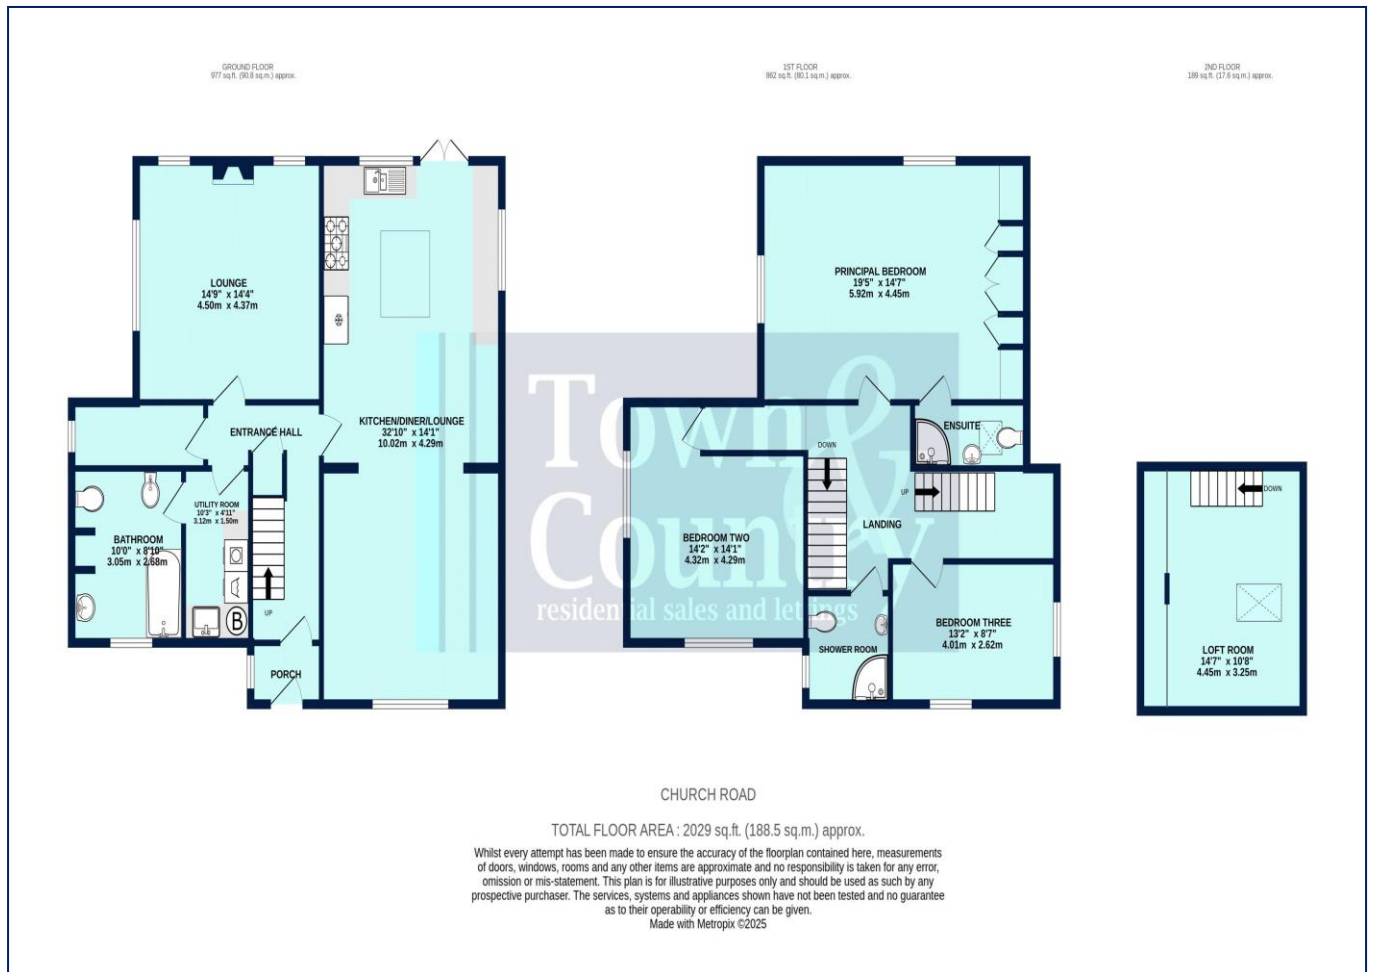 GROUND FLOOR
977 sq.ft. (90.8 sq.m.) approx.
1ST FLOOR
862 sq.ft. (80.1 sq.m.) approx.
2ND FLOOR
189 sq.ft. (17.6 sq.m.) approx.
LOUNGE
14'9" x 14'4"
4.50m x 4.37m
KITCHEN/DINER/LOUNGE
32'10" x 14'1"
10.02m x 4.29m
ENTRANCE HALL
UTILITY ROOM
10'3" x 4'11"
3.12m x 1.50m
BATHROOM
10'0" x 8'10"
3.05m x 2.68m
B
UP
PORCH
PRINCIPAL BEDROOM
19'5" x 14'7"
5.92m x 4.45m
ENSUITE
DOWN
UP
LANDING
BEDROOM TWO
14'2" x 14'1"
4.32m x 4.29m
SHOWER ROOM
BEDROOM THREE
13'2" x 8'7"
4.01m x 2.62m
DOWN
LOFT ROOM
14'7" x 10'8"
4.45m x 3.25m
Town &
Country
residential sales and lettings
CHURCH ROAD
TOTAL FLOOR AREA : 2029 sq.ft. (188.5 sq.m.) approx.
Whilst every attempt has been made to ensure the accuracy of the floorplan contained here, measurements
of doors, windows, rooms and any other items are approximate and no responsibility is taken for any error,
omission or mis-statement. This plan is for illustrative purposes only and should be used as such by any
prospective purchaser. The services, systems and appliances shown have not been tested and no guarantee
as to their operability or efficiency can be given.
Made with Metropix ©2025